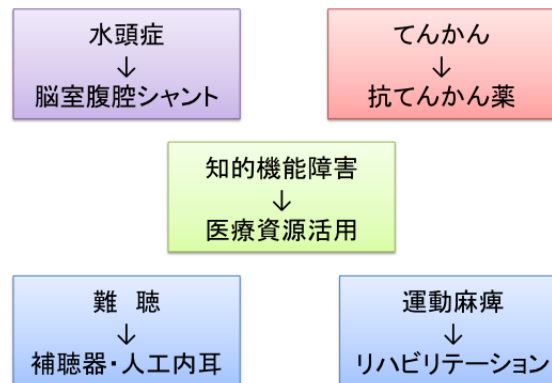 水頭症
↓
脳室腹腔シャント
てんかん
↓
抗てんかん薬
知的機能障害
↓
医療資源活用
難　聴
↓
補聴器・人工内耳
運動麻痺
↓
リハビリテーション